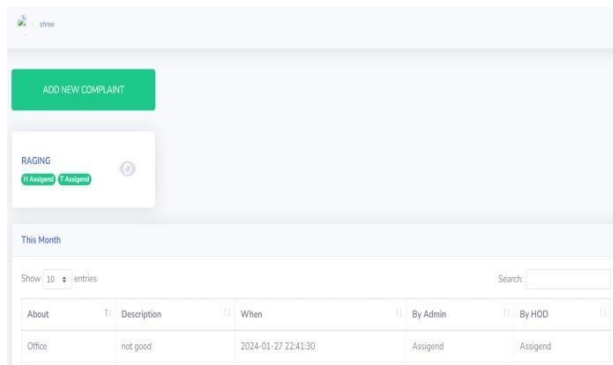 shree
ADD NEW COMPLAINT
RAGING
H Assigend T Assigend
This Month
Show 10 entries
Search:
About Description When By Admin By HOD
Office not good 2024-01-27 22:41:30 Assigend Assigend